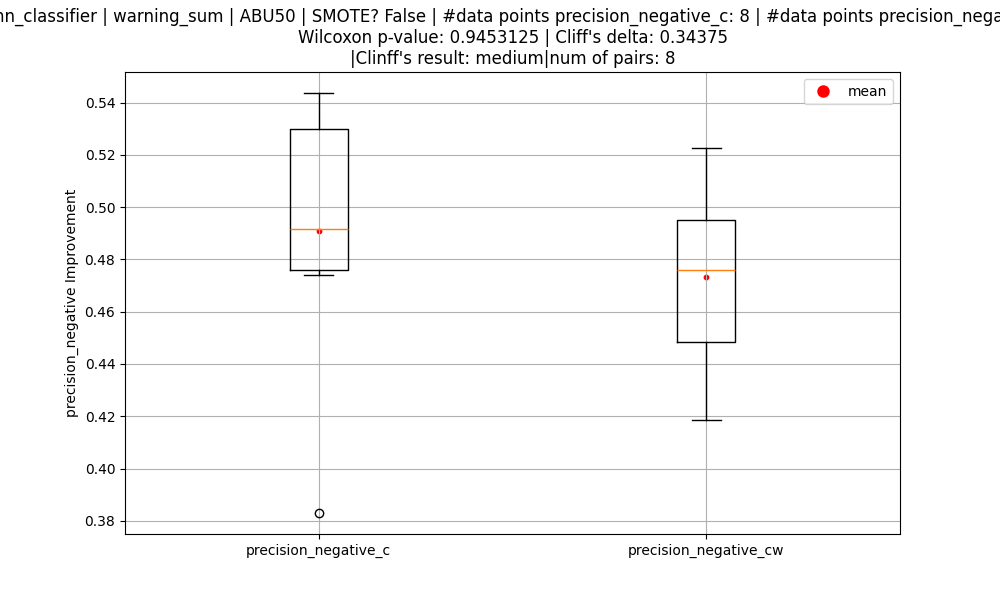 | warning_sum | ABU50 | SMOTE? False | #data points precision_negative_c: 8 | #data points
Wilcoxon p-value: 0.9453125 | Cliff's delta: 0.34375
|Clinff's result: medium|num of pairs: 8
mean
0.54
0.52
0.50
0.48
0.46
0.44
0.42
0.40
0.38
precision_negative Improvement
precision_negative_c
precision_negative_cw